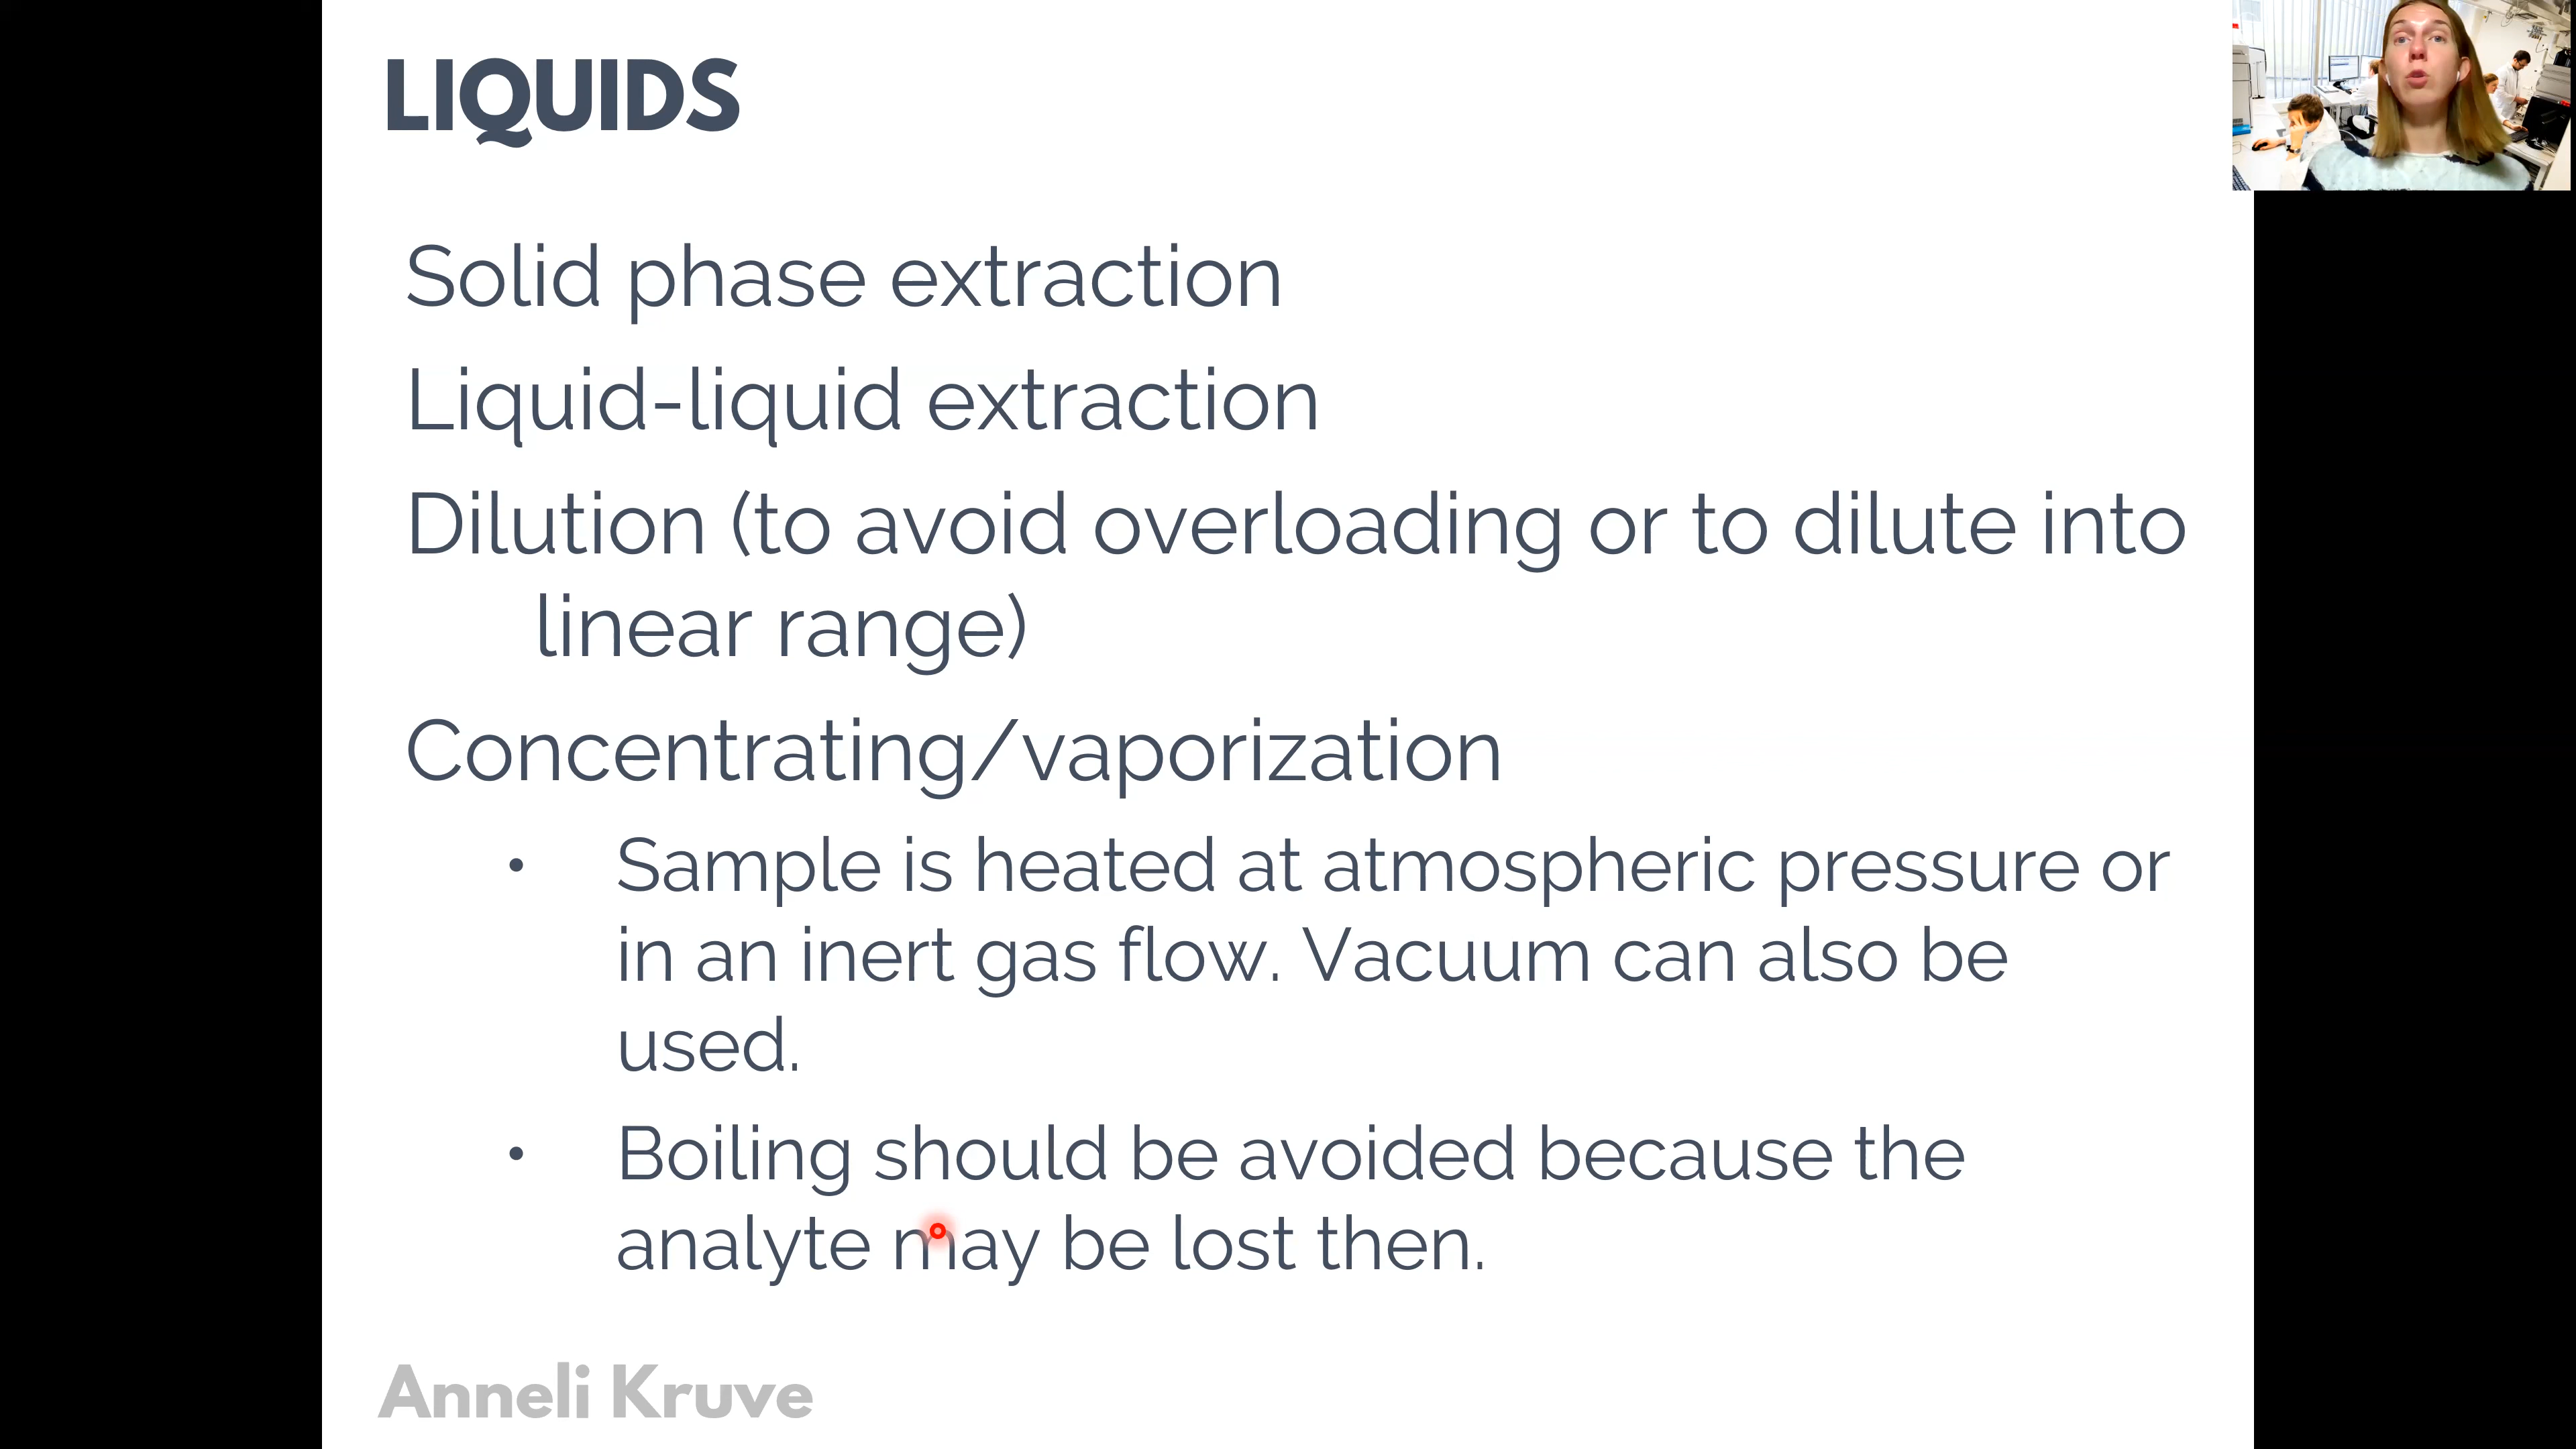 LIQUIDS
Solid phase extraction
Liquid-liquid extraction
Dilution (to avoid overloading or to dilute into
linear range)
Concentrating/vaporization
• Sample is heated at atmospheric pressure or
in an inert gas flow. Vacuum can also be
used.
• Boiling should be avoided because the
analyte may be lost then.
Anneli Kruve